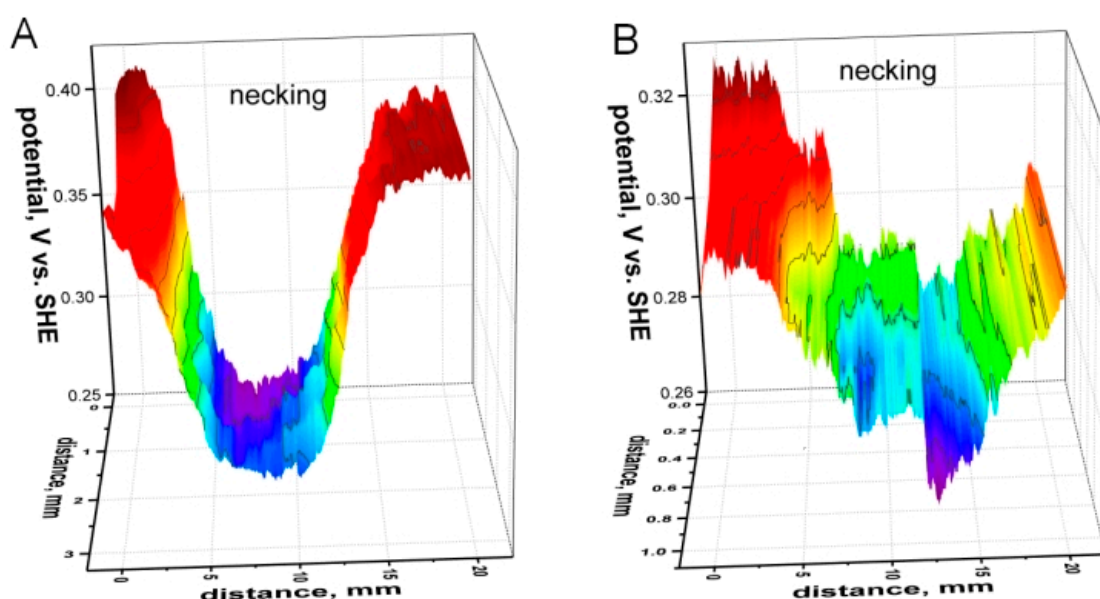 A
necking
potential, V vs. SHE
0.40
0.35
0.30
0.25
0
1
2
3
distance, mm
0
5
10
15
20
distance, mm
B
necking
potential, V vs. SHE
0.32
0.30
0.28
0.26
0.0
0.2
0.4
0.6
0.8
1.0
distance, mm
0
5
10
15
20
distance, mm